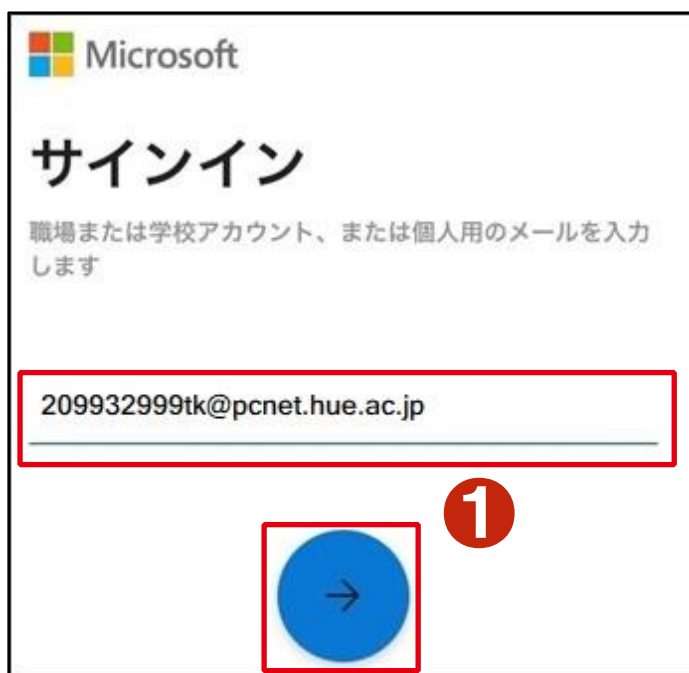 Microsoft
サインイン
職場または学校アカウント、または個人用のメールを入力
します
209932999tk@pcnet.hue.ac.jp
1